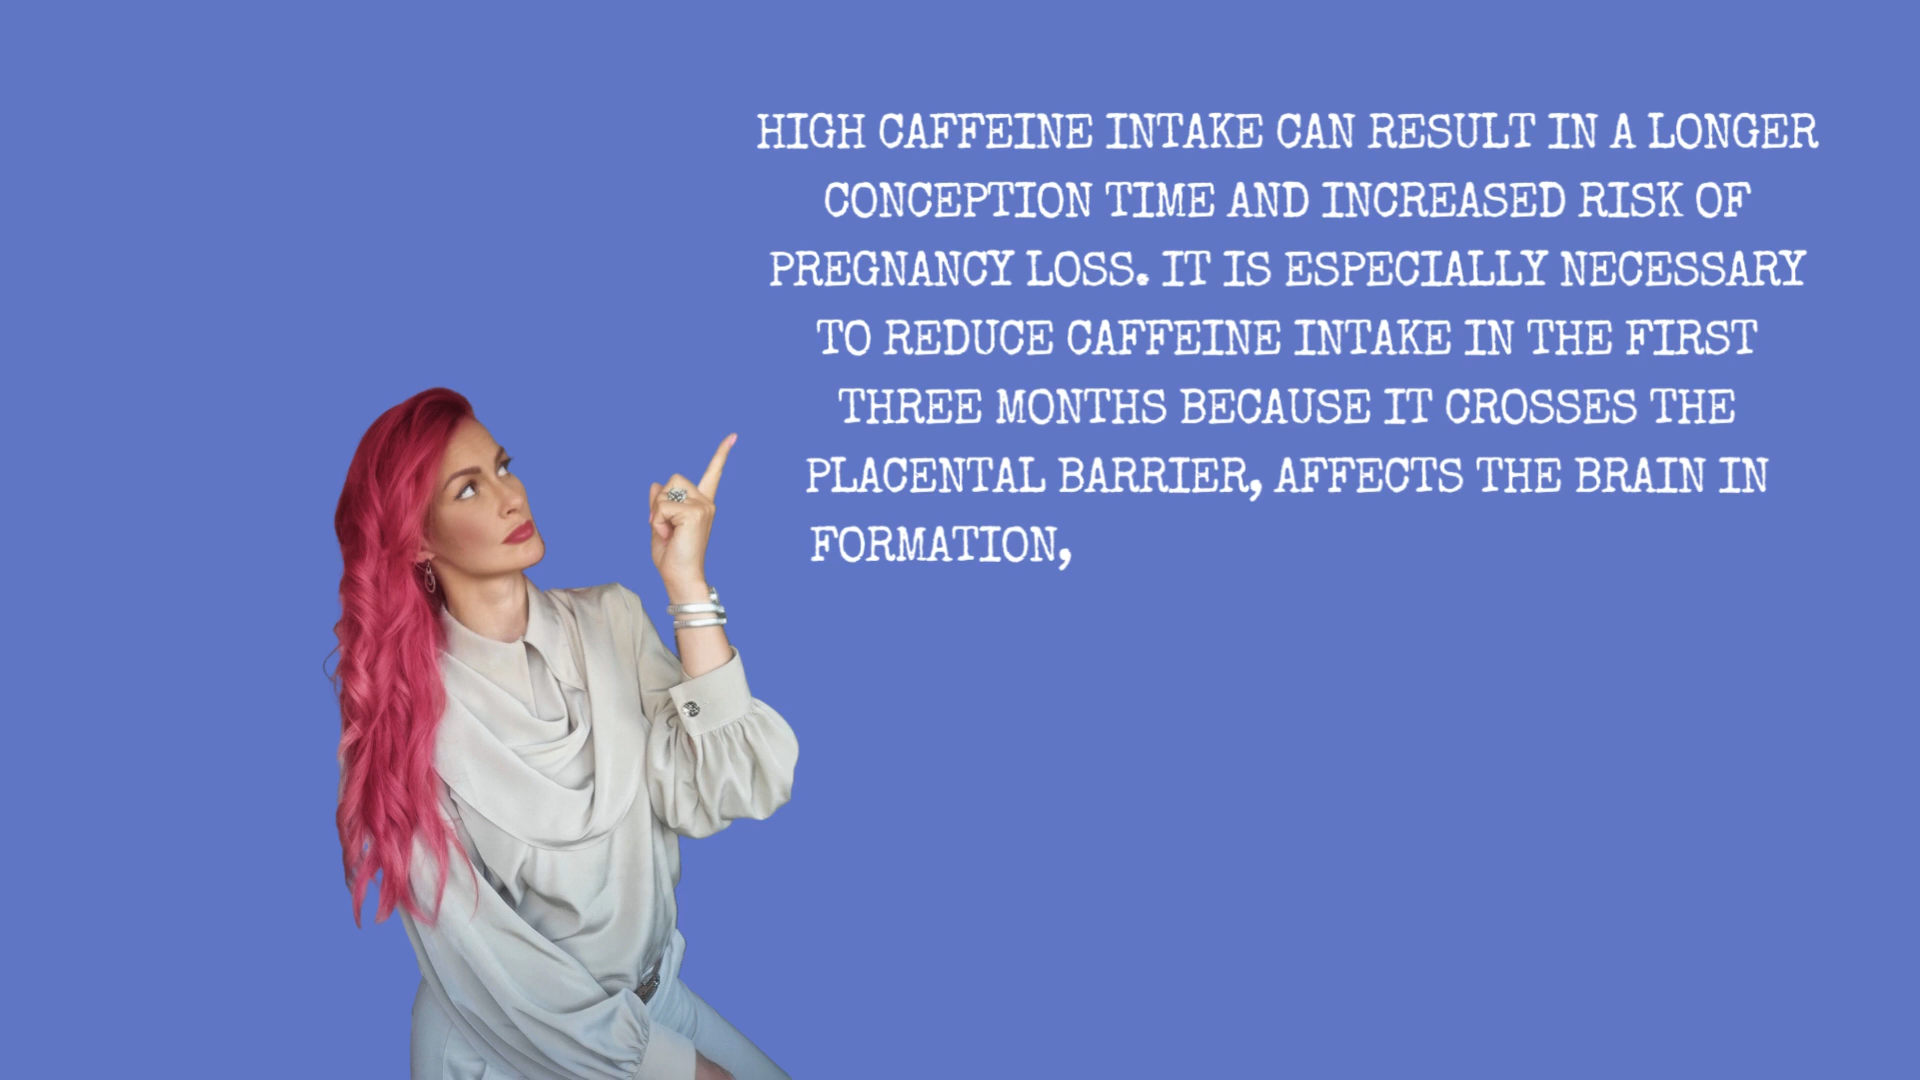 HIGH CAFFEINE INTAKE CAN RESULT IN A LONGER
CONCEPTION TIME AND INCREASED RISK OF
PREGNANCY LOSS. IT IS ESPECIALLY NECESSARY
TO REDUCE CAFFEINE INTAKE IN THE FIRST
THREE MONTHS BECAUSE IT CROSSES THE
PLACENTAL BARRIER, AFFECTS THE BRAIN IN
FORMATION,